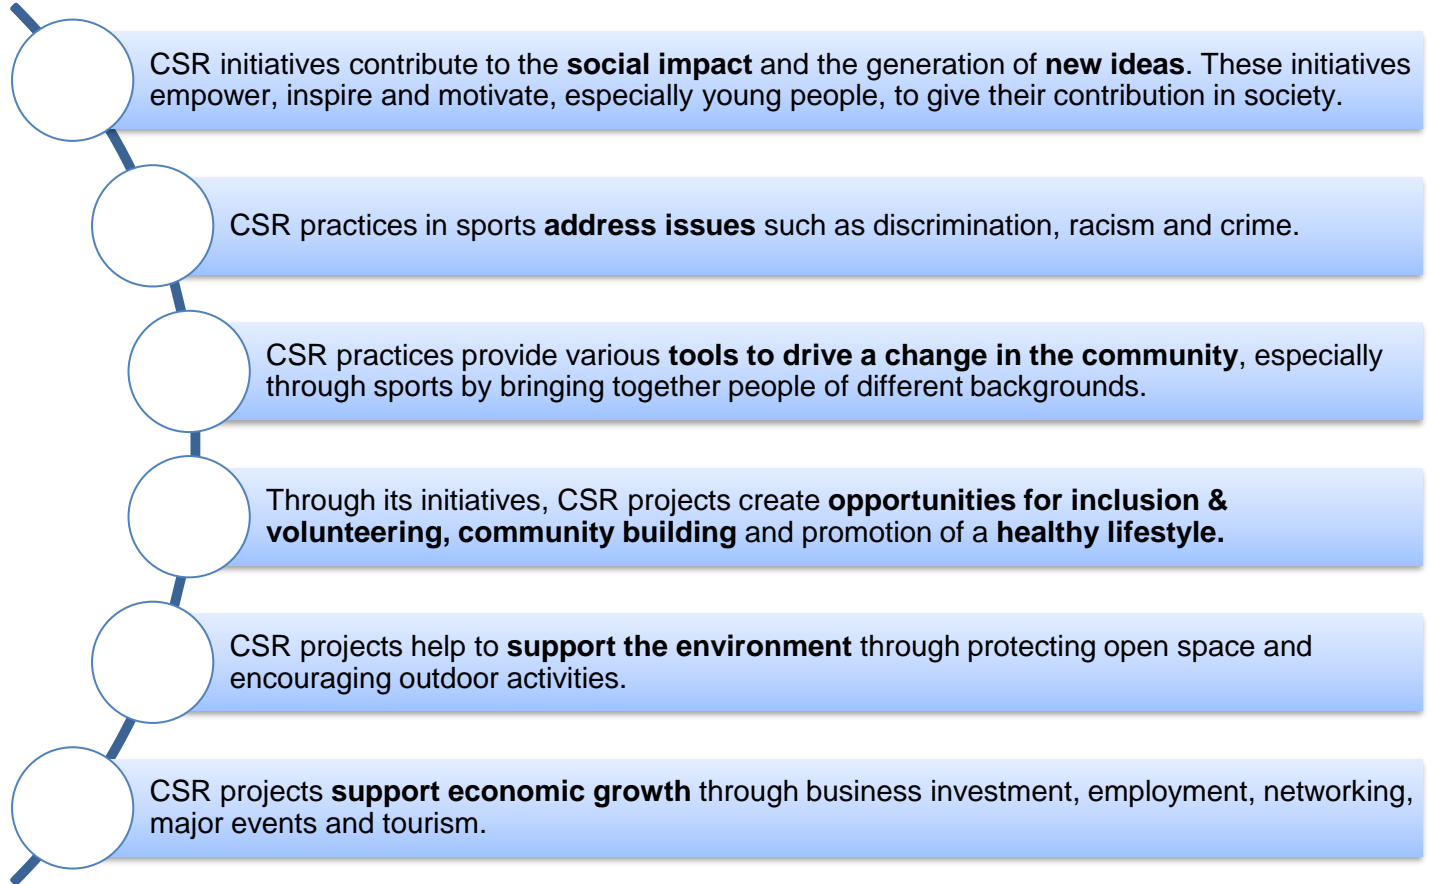 CSR initiatives contribute to the social impact and the generation of new ideas. These initiatives
empower, inspire and motivate, especially young people, to give their contribution in society.
CSR practices in sports address issues such as discrimination, racism and crime.
CSR practices provide various tools to drive a change in the community, especially
through sports by bringing together people of different backgrounds.
Through its initiatives, CSR projects create opportunities for inclusion &
volunteering, community building and promotion of a healthy lifestyle.
CSR projects help to support the environment through protecting open space and
encouraging outdoor activities.
CSR projects support economic growth through business investment, employment, networking,
major events and tourism.